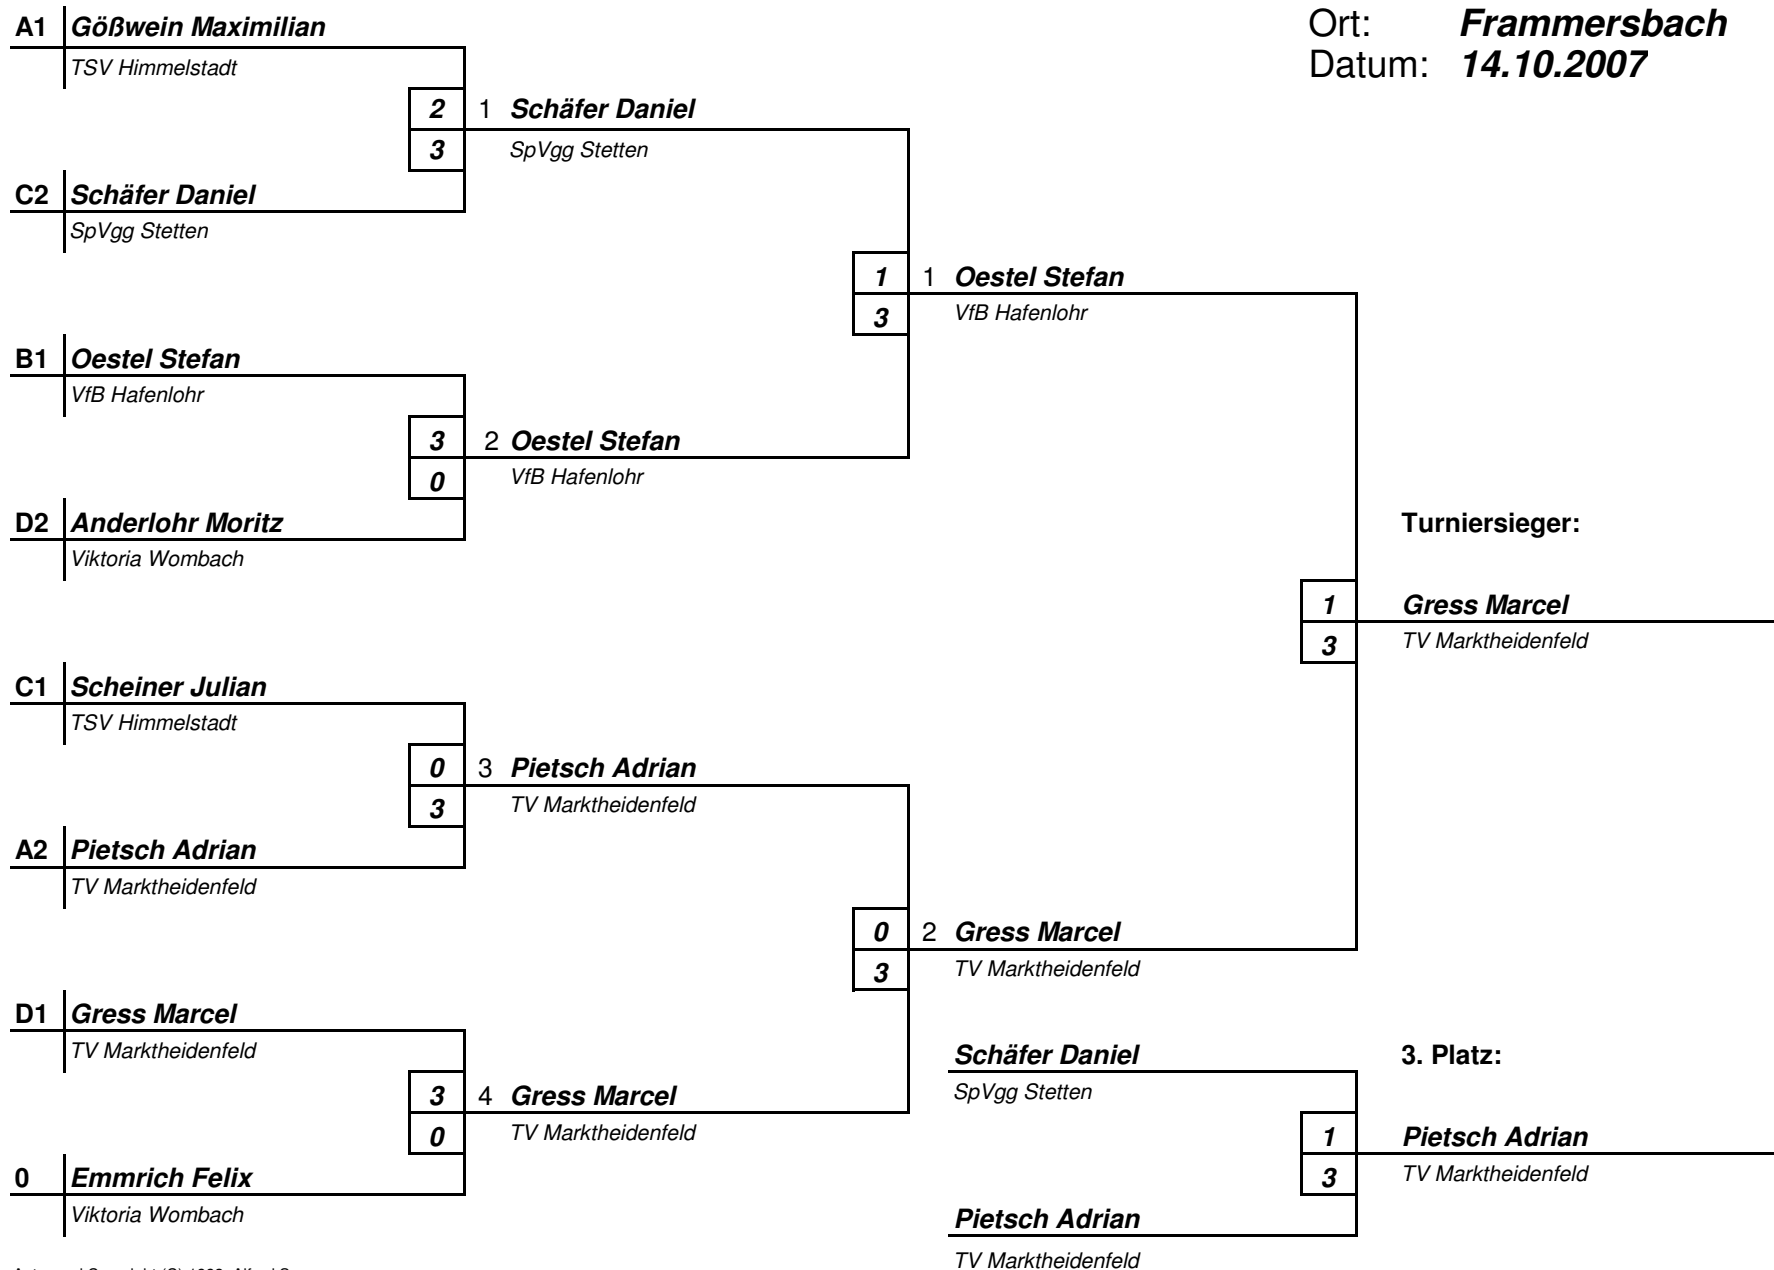 Ort: Frammersbach
Datum: 14.10.2007
A1 Gößwein Maximilian
TSV Himmelstadt
2 1 Schäfer Daniel
3 SpVgg Stetten
C2 Schäfer Daniel
SpVgg Stetten
1 1 Oestel Stefan
3 VfB Hafenlohr
B1 Oestel Stefan
VfB Hafenlohr
3 2 Oestel Stefan
0 VfB Hafenlohr
D2 Anderlohr Moritz
Viktoria Wombach
Turniersieger:
1 Gress Marcel
3 TV Marktheidenfeld
C1 Scheiner Julian
TSV Himmelstadt
0 3 Pietsch Adrian
3 TV Marktheidenfeld
A2 Pietsch Adrian
TV Marktheidenfeld
0 2 Gress Marcel
3 TV Marktheidenfeld
D1 Gress Marcel
TV Marktheidenfeld
3 4 Gress Marcel
0 TV Marktheidenfeld
0 Emmrich Felix
Viktoria Wombach
Schäfer Daniel
SpVgg Stetten
3. Platz:
1 Pietsch Adrian
3 TV Marktheidenfeld
Pietsch Adrian
TV Marktheidenfeld